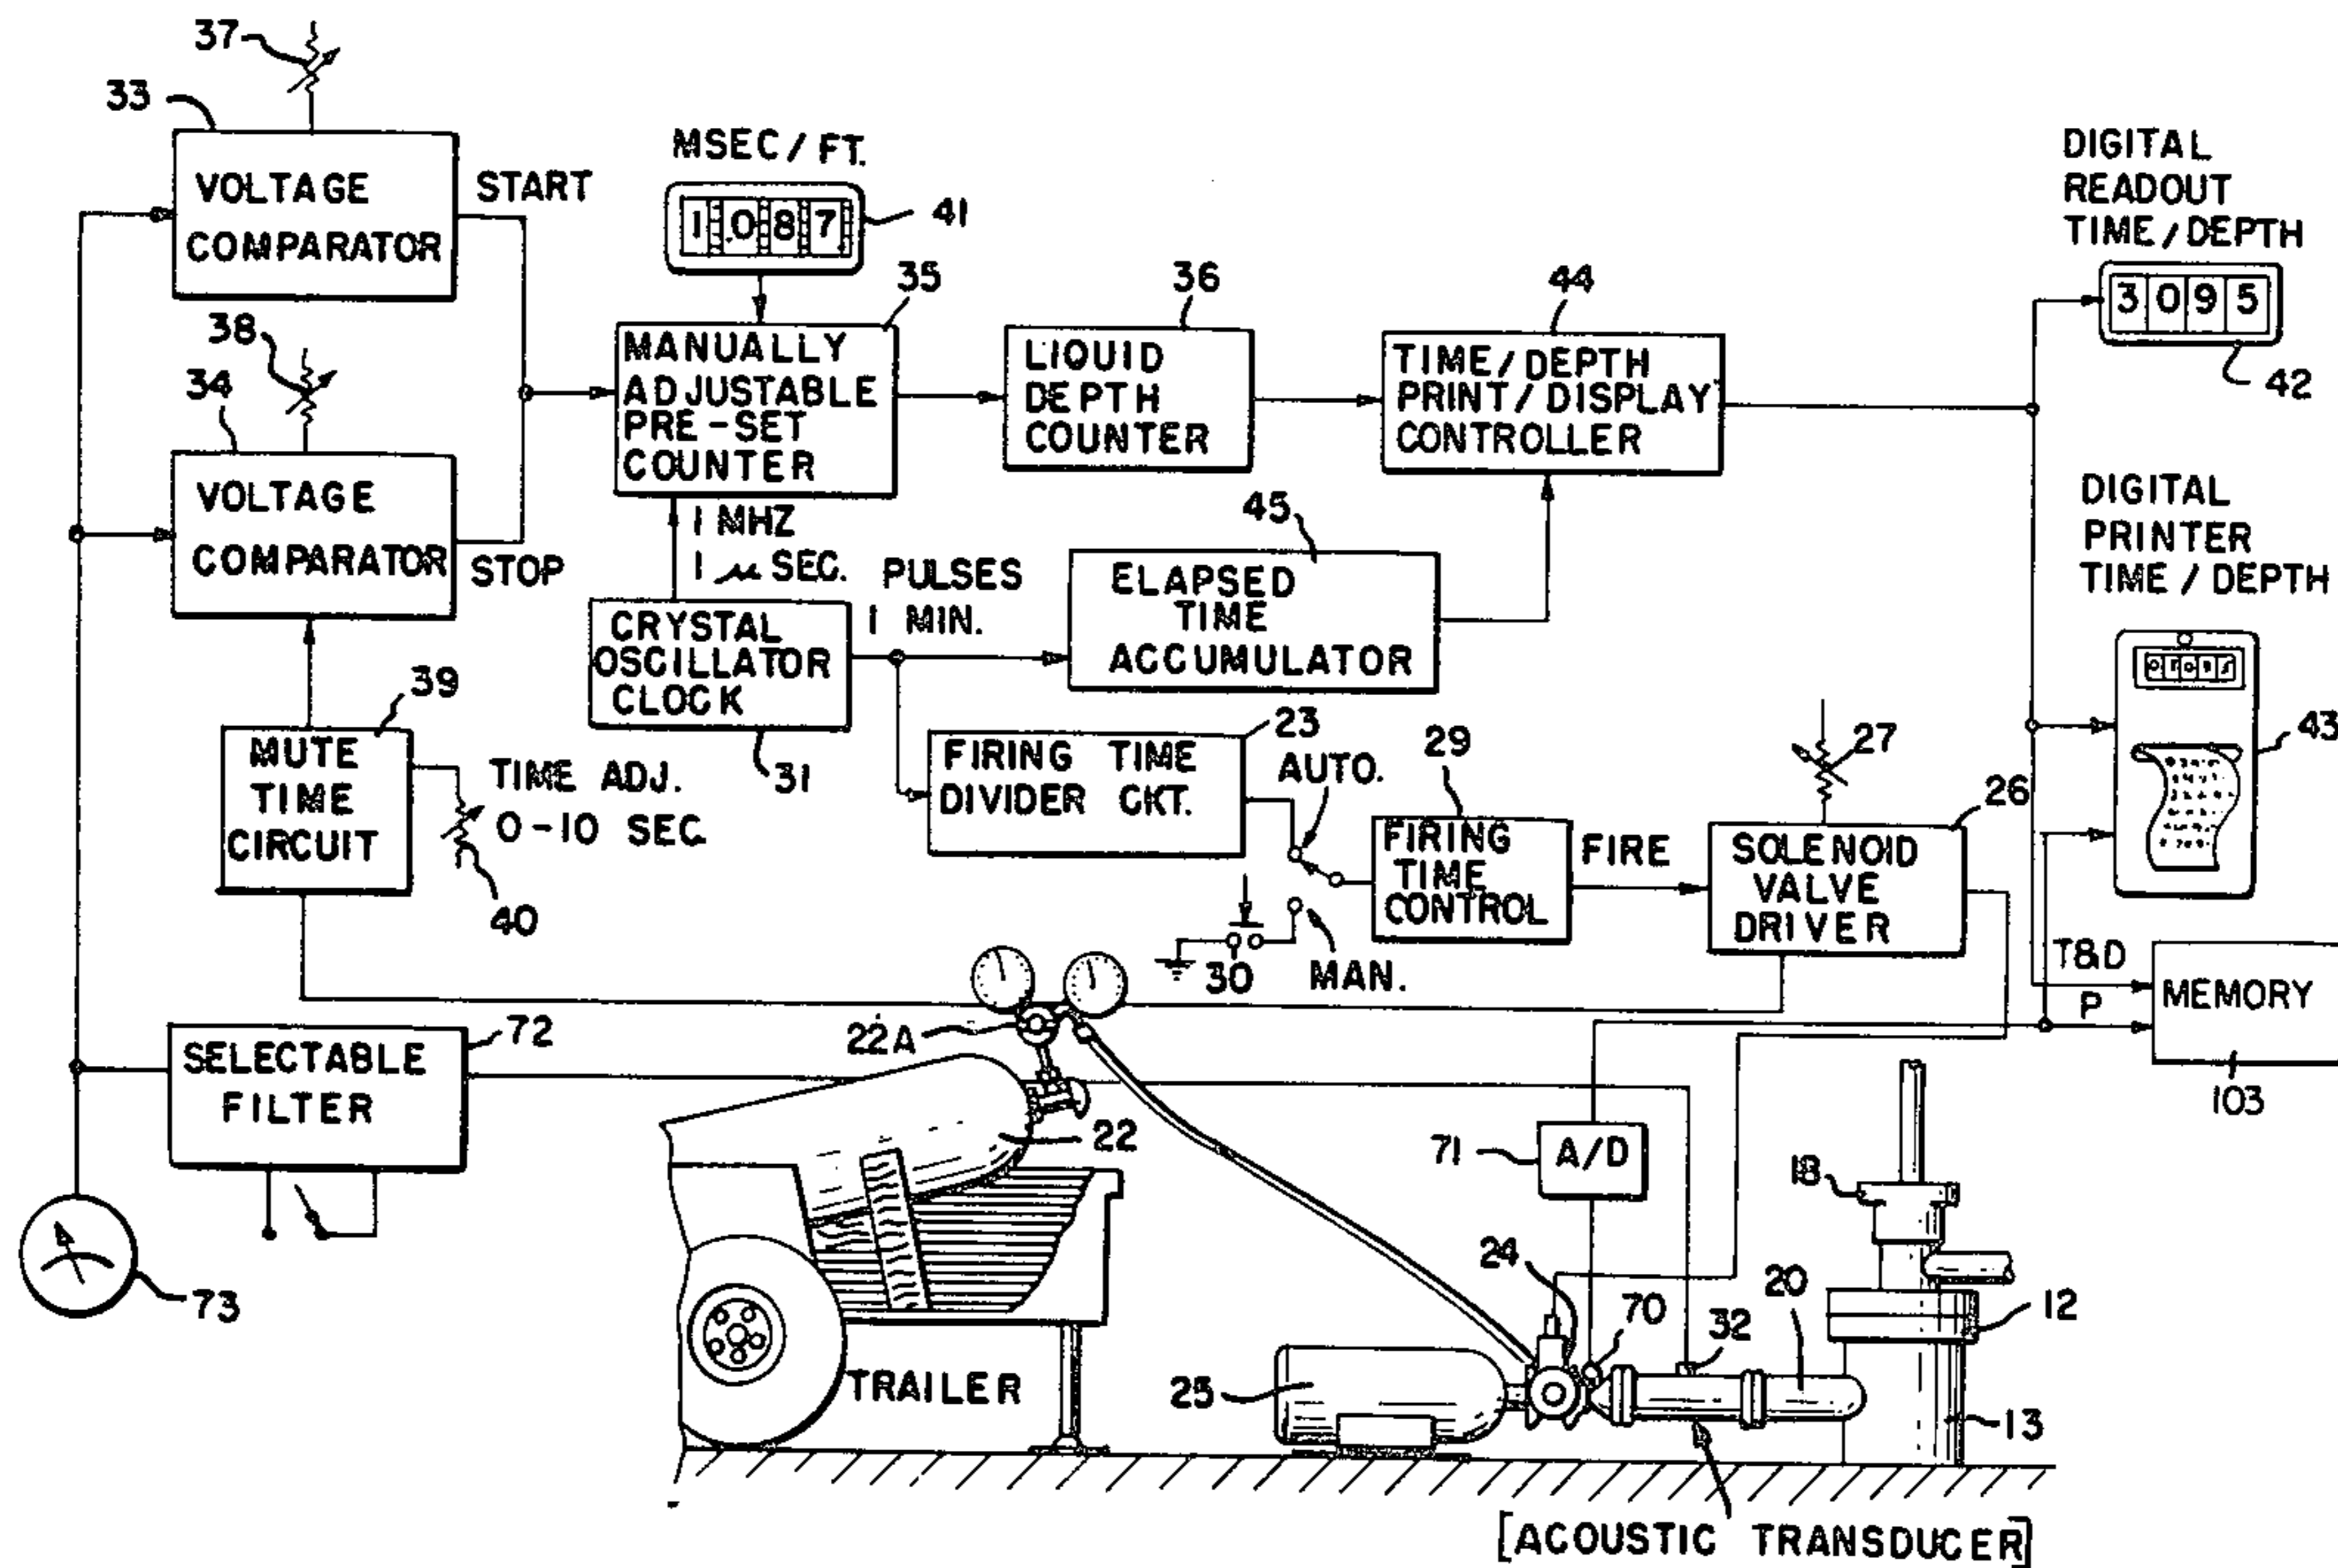 37
33
VOLTAGE
COMPARATOR
START
MSEC / FT.
1 .0 8 7
41
DIGITAL
READOUT
TIME / DEPTH
3 0 9 5
42
38
34
VOLTAGE
COMPARATOR
STOP
35
MANUALLY
ADJUSTABLE
PRE-SET
COUNTER
36
LIQUID
DEPTH
COUNTER
44
TIME / DEPTH
PRINT / DISPLAY
CONTROLLER
1 MHZ
1 µ SEC.
PULSES
1 MIN.
45
ELAPSED
TIME
ACCUMULATOR
DIGITAL
PRINTER
TIME / DEPTH
43
CRYSTAL
OSCILLATOR
CLOCK
31
39
MUTE
TIME
CIRCUIT
TIME ADJ.
0-10 SEC
40
23
FIRING TIME
DIVIDER CKT.
AUTO.
29
FIRING
TIME
CONTROL
FIRE
27
26
SOLENOID
VALVE
DRIVER
30
MAN.
T&D
P
MEMORY
103
72
SELECTABLE
FILTER
73
22A
22
TRAILER
71
A/D
18
24
70
32
20
12
25
13
[ACOUSTIC TRANSDUCER]